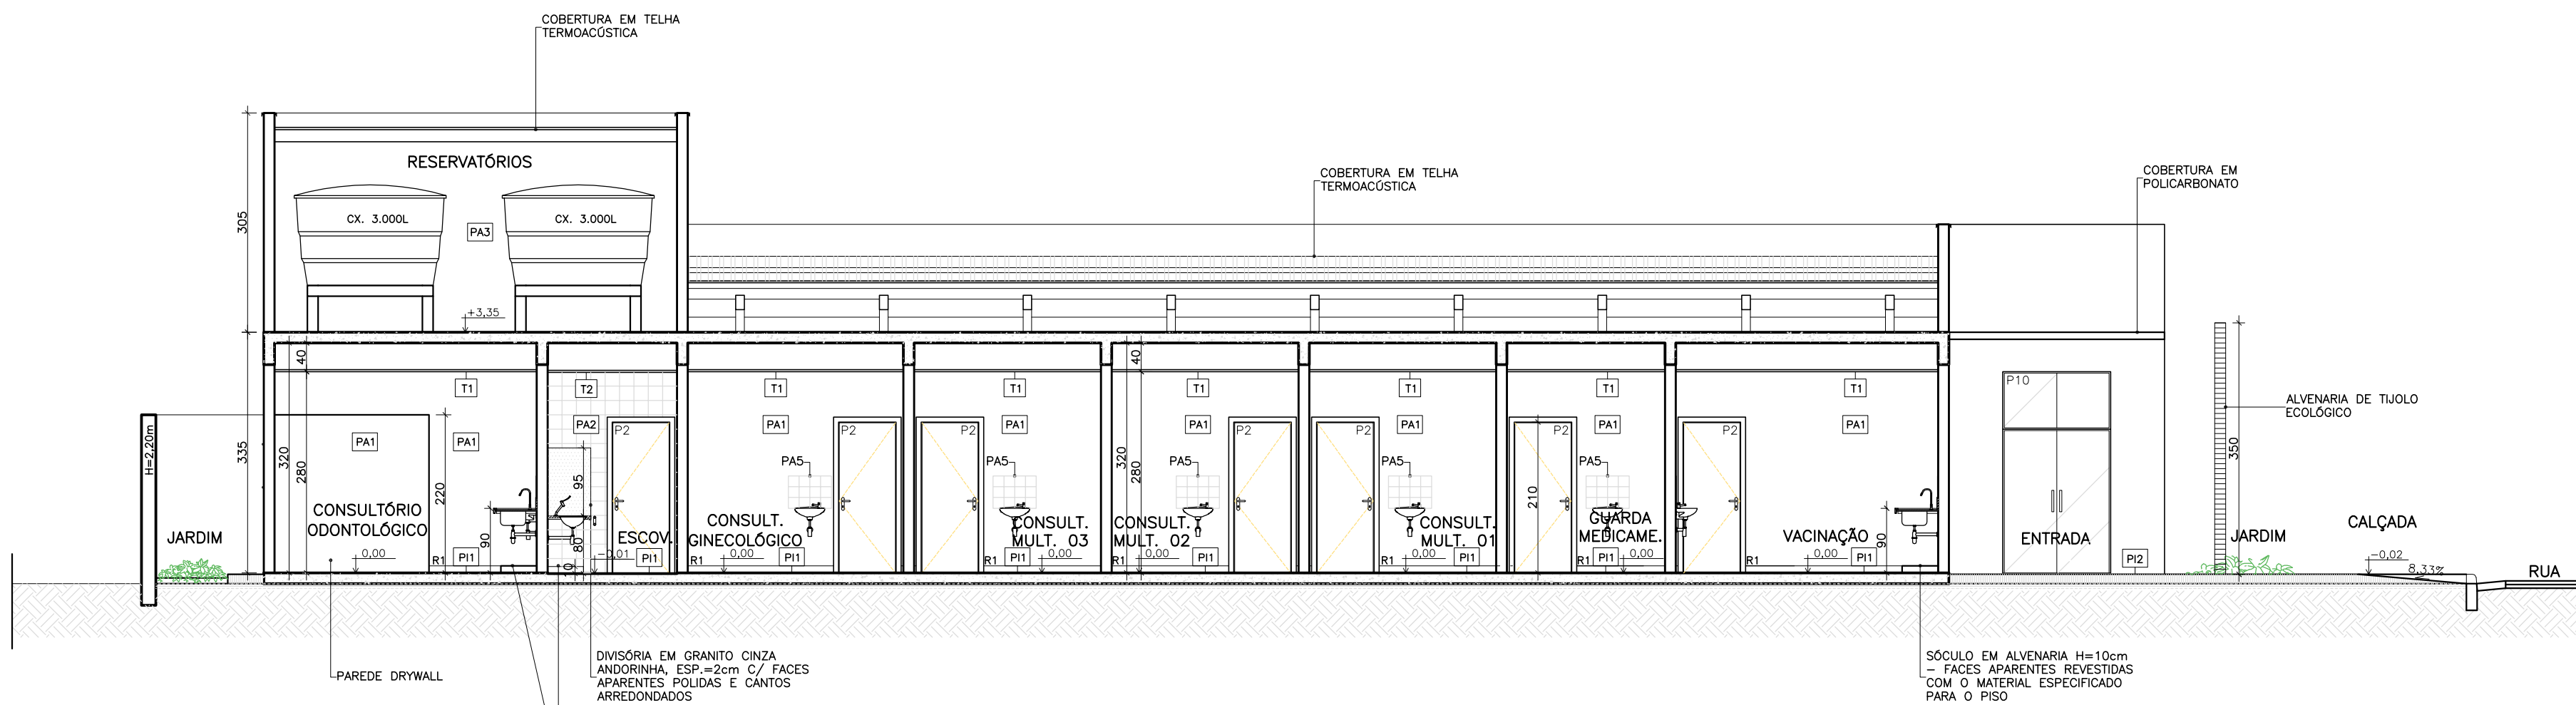 COBERTURA EM TELHA
TERMOACÚSTICA
RESERVATÓRIOS
CX. 3.000L
CX. 3.000L
PA3
305
+3,35
COBERTURA EM TELHA
TERMOACÚSTICA
COBERTURA EM
POLICARBONATO
335
320
40
280
T1
T2
T1
T1
320
40
280
T1
T1
T1
T1
P10
H=2,20m
PA1
PA1
220
PA2
P2
PA1
P2
P2
PA1
PA1
P2
P2
PA1
P2
PA1
P2
PA1
350
ALVENARIA DE TIJOLO
ECOLÓGICO
PA5
PA5
PA5
PA5
PA5
95
210
JARDIM
CONSULTÓRIO
ODONTOLÓGICO
0,00
R1
PI1
90
80
10
ESCOV.
-0,01
PI1
CONSULT.
GINECOLÓGICO
R1
0,00
PI1
CONSULT.
MULT. 03
R1
PI1
0,00
CONSULT.
MULT. 02
R1
0,00
PI1
CONSULT.
MULT. 01
R1
0,00
PI1
GUARDA
MEDICAME.
R1
PI1
0,00
VACINAÇÃO
R1
0,00
PI1
90
ENTRADA
PI2
JARDIM
CALÇADA
-0,02
8,33%
RUA
PAREDE DRYWALL
DIVISÓRIA EM GRANITO CINZA
ANDORINHA, ESP.=2cm C/ FACES
APARENTES POLIDAS E CANTOS
ARREDONDADOS
SÓCULO EM ALVENARIA H=10cm
- FACES APARENTES REVESTIDAS
COM O MATERIAL ESPECIFICADO
PARA O PISO